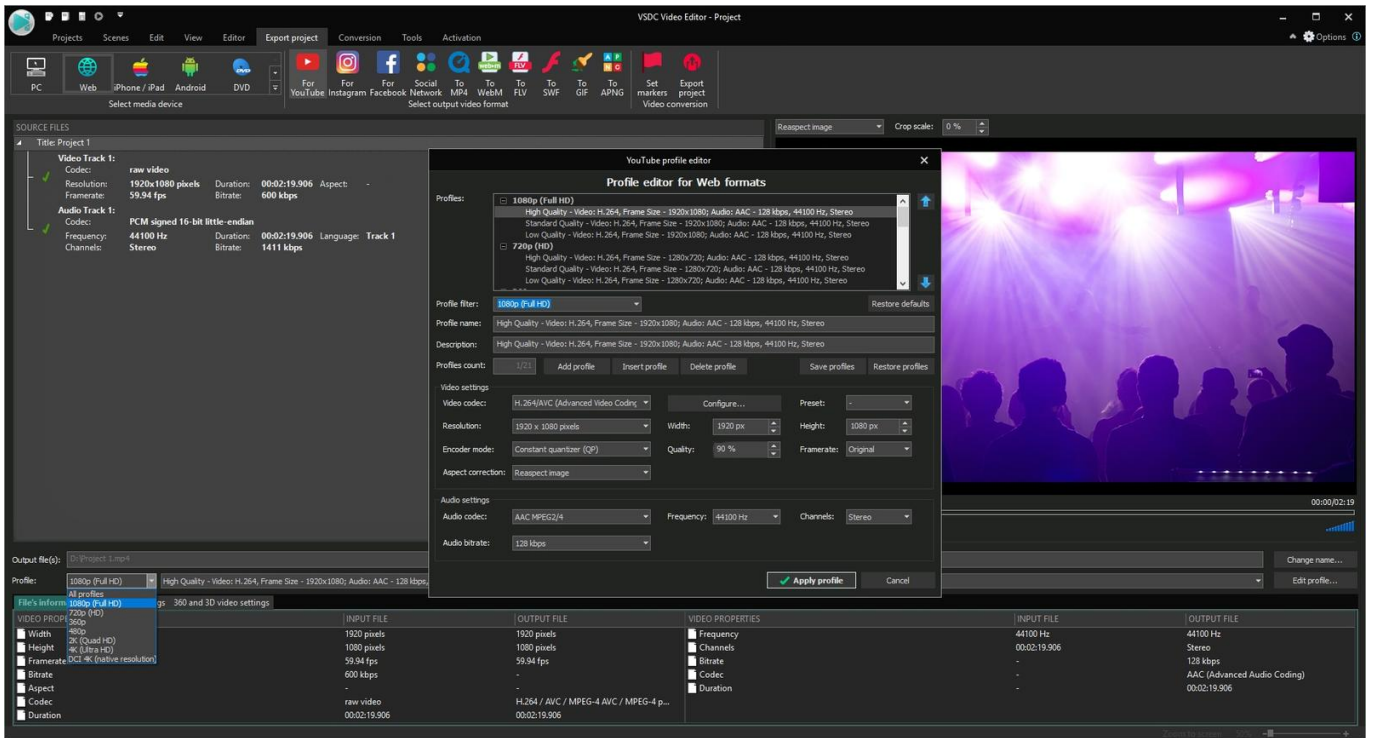 VSDC Video Editor - Project
Projects Scenes Edit View Editor Export project Conversion Tools Activation
Options
PC Web iPhone / iPad Android DVD
Select media device
For YouTube For Instagram For Facebook Social Network To MP4 To WebM To FLV To SWF To GIF To APNG
Select output video format
Set markers Export project
Video conversion
SOURCE FILES
Title: Project 1
Video Track 1:
Codec: raw video
Resolution: 1920x1080 pixels Duration: 00:02:19.906 Aspect: -
Framerate: 59.94 fps Bitrate: 600 kbps
Audio Track 1:
Codec: PCM signed 16-bit little-endian
Frequency: 44100 Hz Duration: 00:02:19.906 Language: Track 1
Channels: Stereo Bitrate: 1411 kbps
Reaspect image Crop scale: 0 %
YouTube profile editor
Profile editor for Web formats
Profiles:
1080p (Full HD)
High Quality - Video: H.264, Frame Size - 1920x1080; Audio: AAC - 128 kbps, 44100 Hz, Stereo
Standard Quality - Video: H.264, Frame Size - 1920x1080; Audio: AAC - 128 kbps, 44100 Hz, Stereo
Low Quality - Video: H.264, Frame Size - 1920x1080; Audio: AAC - 128 kbps, 44100 Hz, Stereo
720p (HD)
High Quality - Video: H.264, Frame Size - 1280x720; Audio: AAC - 128 kbps, 44100 Hz, Stereo
Standard Quality - Video: H.264, Frame Size - 1280x720; Audio: AAC - 128 kbps, 44100 Hz, Stereo
Low Quality - Video: H.264, Frame Size - 1280x720; Audio: AAC - 128 kbps, 44100 Hz, Stereo
Profile filter: 1080p (Full HD) Restore defaults
Profile name: High Quality - Video: H.264, Frame Size - 1920x1080; Audio: AAC - 128 kbps, 44100 Hz, Stereo
Description: High Quality - Video: H.264, Frame Size - 1920x1080; Audio: AAC - 128 kbps, 44100 Hz, Stereo
Profiles count: 1/21 Add profile Insert profile Delete profile Save profiles Restore profiles
Video settings
Video codec: H.264/AVC (Advanced Video Coding Configure... Preset: -
Resolution: 1920 x 1080 pixels Width: 1920 px Height: 1080 px
Encoder mode: Constant quantizer (QP) Quality: 90 % Framerate: Original
Aspect correction: Reaspect image
Audio settings
Audio codec: AAC MPEG2/4 Frequency: 44100 Hz Channels: Stereo
Audio bitrate: 128 kbps
Apply profile Cancel
00:00/02:19
Output file(s): D:\Project 1.mp4 Change name...
Profile: 1080p (Full HD) High Quality - Video: H.264, Frame Size - 1920x1080; Audio: AAC - 128 kbps, Edit profile...
All profiles
1080p (Full HD)
720p (HD)
360p
480p
2K (Quad HD)
4K (Ultra HD)
DCI 4K (native resolution)
File's inform 360 and 3D video settings
VIDEO PROP INPUT FILE OUTPUT FILE VIDEO PROPERTIES INPUT FILE OUTPUT FILE
Width 1920 pixels 1920 pixels Frequency 44100 Hz 44100 Hz
Height 1080 pixels 1080 pixels Channels 00:02:19.906 Stereo
Framerate 59.94 fps 59.94 fps Bitrate - 128 kbps
Bitrate 600 kbps - Codec - AAC (Advanced Audio Coding)
Aspect - - Duration - 00:02:19.906
Codec raw video H.264 / AVC / MPEG-4 AVC / MPEG-4 p...
Duration 00:02:19.906 00:02:19.906